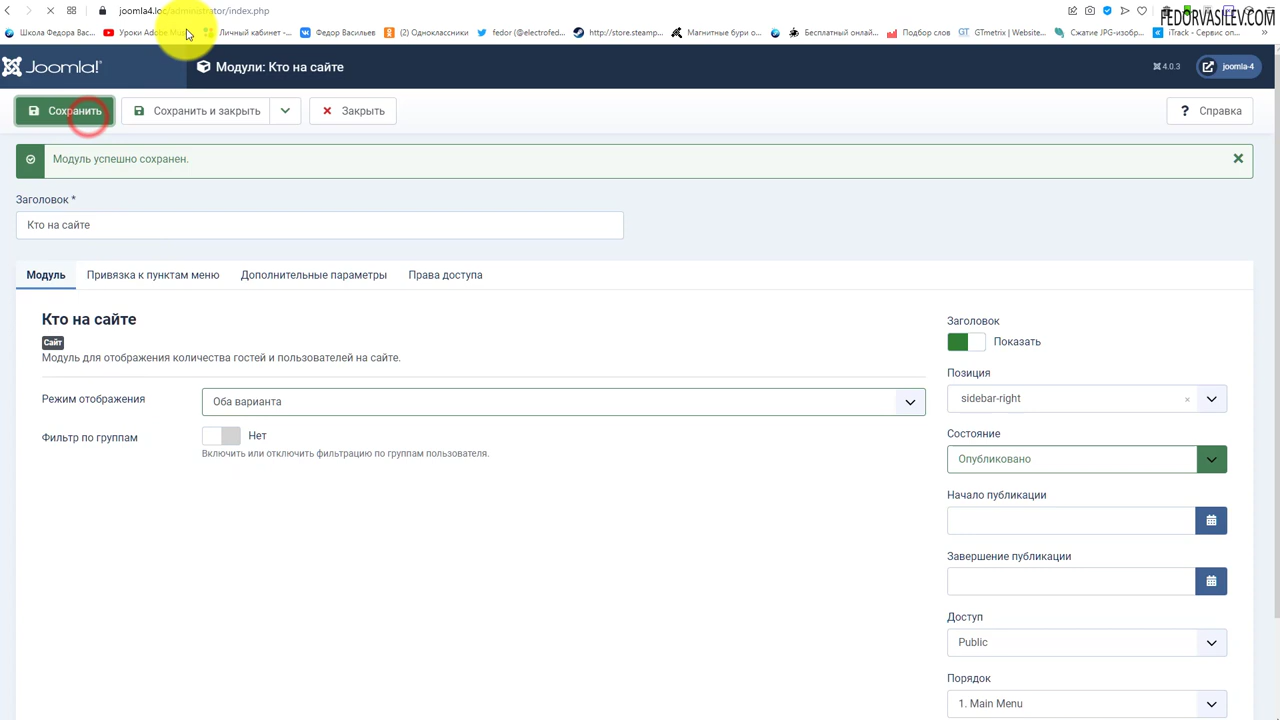 joomla4.loc/administrator/index.php
FEDORVASILEV.COM
Школа Федора Вас...
Уроки Adobe
Личный кабинет -...
Федор Васильев
(2) Одноклассники
fedor (@electrofed...
http://store.steamp...
Магнитные бури о...
Бесплатный онлай...
Подбор слов
GTmetrix | Website...
Сжатие JPG-изобр...
iTrack - Сервис оп...
Joomla!
Модули: Кто на сайте
4.0.3
joomla-4
Сохранить
Сохранить и закрыть
Закрыть
? Справка
Модуль успешно сохранен.
Заголовок *
Кто на сайте
Модуль
Привязка к пунктам меню
Дополнительные параметры
Права доступа
Кто на сайте
Сайт
Модуль для отображения количества гостей и пользователей на сайте.
Режим отображения
Оба варианта
Фильтр по группам
Нет
Включить или отключить фильтрацию по группам пользователя.
Заголовок
Показать
Позиция
sidebar-right
Состояние
Опубликовано
Начало публикации
Завершение публикации
Доступ
Public
Порядок
1. Main Menu